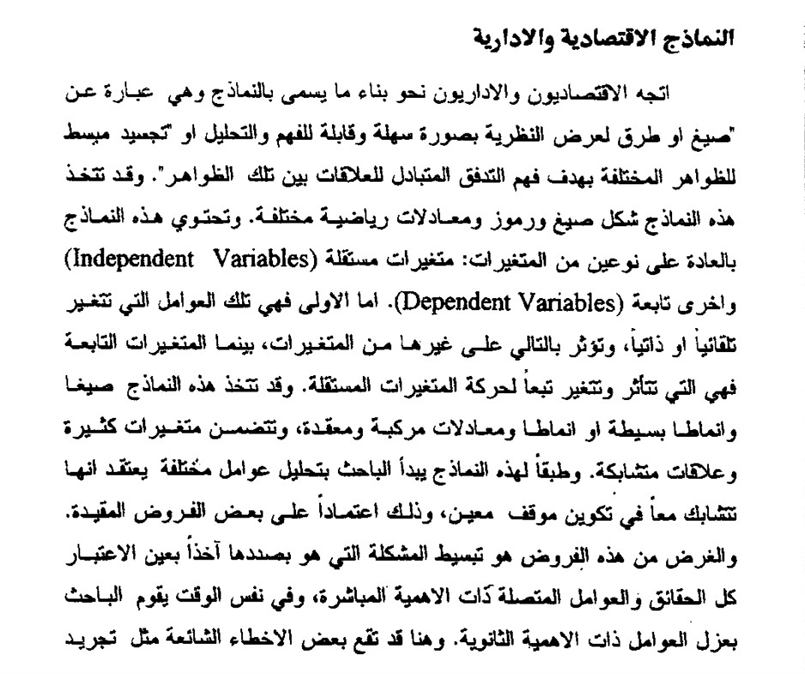 النماذج الاقتصادية والادارية
اتجه الاقتصاديون والاداريون نحو بناء ما يسمى بالنماذج وهي عبارة عن
"صيغ او طرق لعرض النظرية بصورة سهلة وقابلة للفهم والتحليل او "تجسيد مبسط
للظواهر المختلفة بهدف فهم التدفق المتبادل للعلاقات بين تلك الظواهر". وقد تتخذ
هذه النماذج شكل صيغ ورموز ومعادلات رياضية مختلفة. وتحتوي هذه النماذج
بالعادة على نوعين من المتغيرات: متغيرات مستقلة (Independent Variables)
واخرى تابعة (Dependent Variables). اما الاولى فهي تلك العوامل التي تتغير
تلقائياً او ذاتياً، وتؤثر بالتالي على غيرها من المتغيرات، بينما المتغيرات التابعة
فهي التي تتأثر وتتغير تبعاً لحركة المتغيرات المستقلة. وقد تتخذ هذه النماذج صيغا
وانماطا بسيطة او انماطا ومعادلات مركبة ومعقدة، وتتضمن متغيرات كثيرة
وعلاقات متشابكة. وطبقاً لهذه النماذج يبدأ الباحث بتحليل عوامل مختلفة يعتقد انها
تتشابك معاً في تكوين موقف معين، وذلك اعتماداً على بعض الفروض المقيدة.
والغرض من هذه الفروض هو تبسيط المشكلة التي هو بصددها آخذاً بعين الاعتبار
كل الحقائق والعوامل المتصلة ذات الاهمية المباشرة، وفي نفس الوقت يقوم الباحث
بعزل العوامل ذات الاهمية الثانوية. وهنا قد تقع بعض الاخطاء الشائعة مثل تجريد